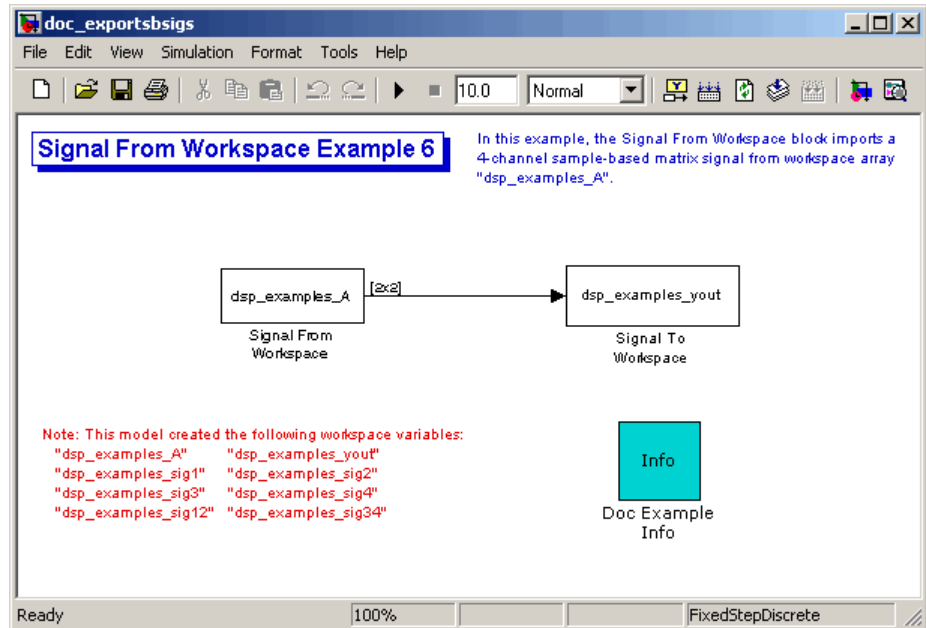 doc_exportsbsigs
File Edit View Simulation Format Tools Help
10.0 Normal
Signal From Workspace Example 6
In this example, the Signal From Workspace block imports a
4-channel sample-based matrix signal from workspace array
"dsp_examples_A".
dsp_examples_A
[2x2]
dsp_examples_yout
Signal From
Workspace
Signal To
Workspace
Note: This model created the following workspace variables:
"dsp_examples_A" "dsp_examples_yout"
"dsp_examples_sig1" "dsp_examples_sig2"
"dsp_examples_sig3" "dsp_examples_sig4"
"dsp_examples_sig12" "dsp_examples_sig34"
Info
Doc Example
Info
Ready 100% FixedStepDiscrete